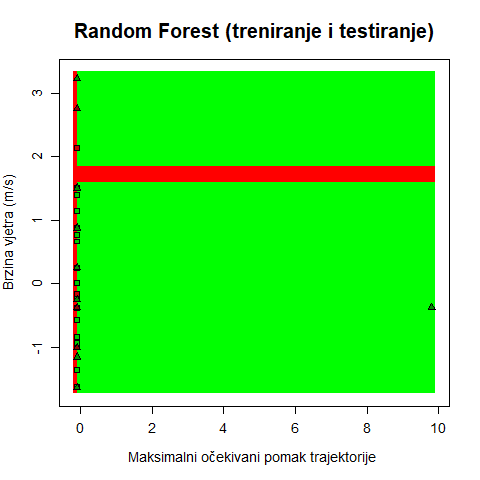 Random Forest (treniranje i testiranje)
Brzina vjetra (m/s)
3
2
1
0
-1
0 2 4 6 8 10
Maksimalni očekivani pomak trajektorije